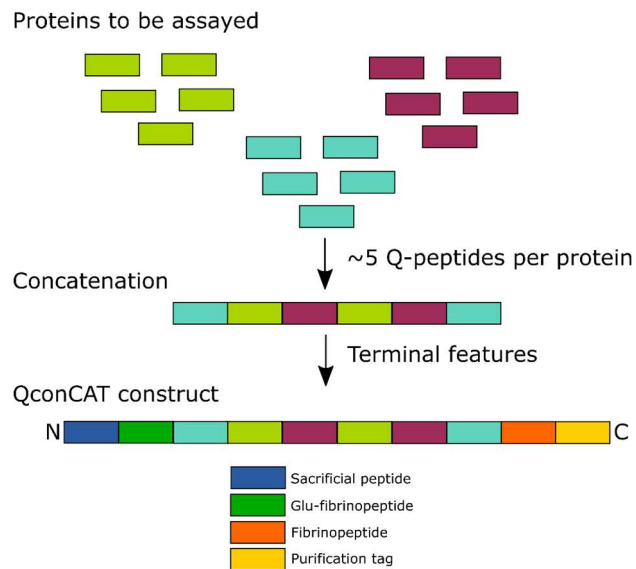 Proteins to be assayed
~5 Q-peptides per protein
Concatenation
Terminal features
QconCAT construct
N
C
Sacrificial peptide
Glu-fibrinopeptide
Fibrinopeptide
Purification tag